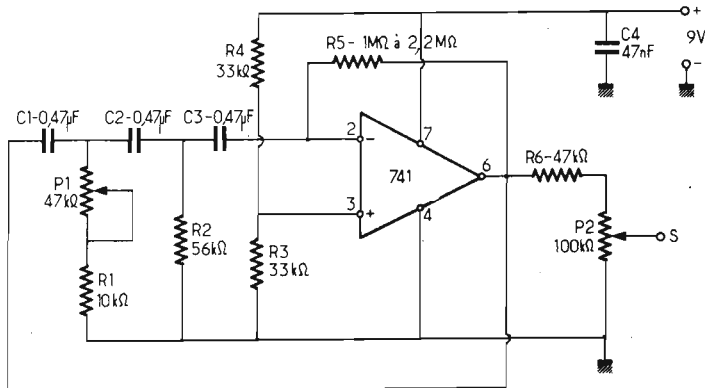 C4
47nF
+
9V
-
R4
33kΩ
R5-1MΩ à 2,2MΩ
C1-0,47µF
C2-0,47µF
C3-0,47µF
2
-
7
741
6
R6-47kΩ
3
+
4
P1
47kΩ
R2
56kΩ
R3
33kΩ
P2
100kΩ
S
R1
10kΩ